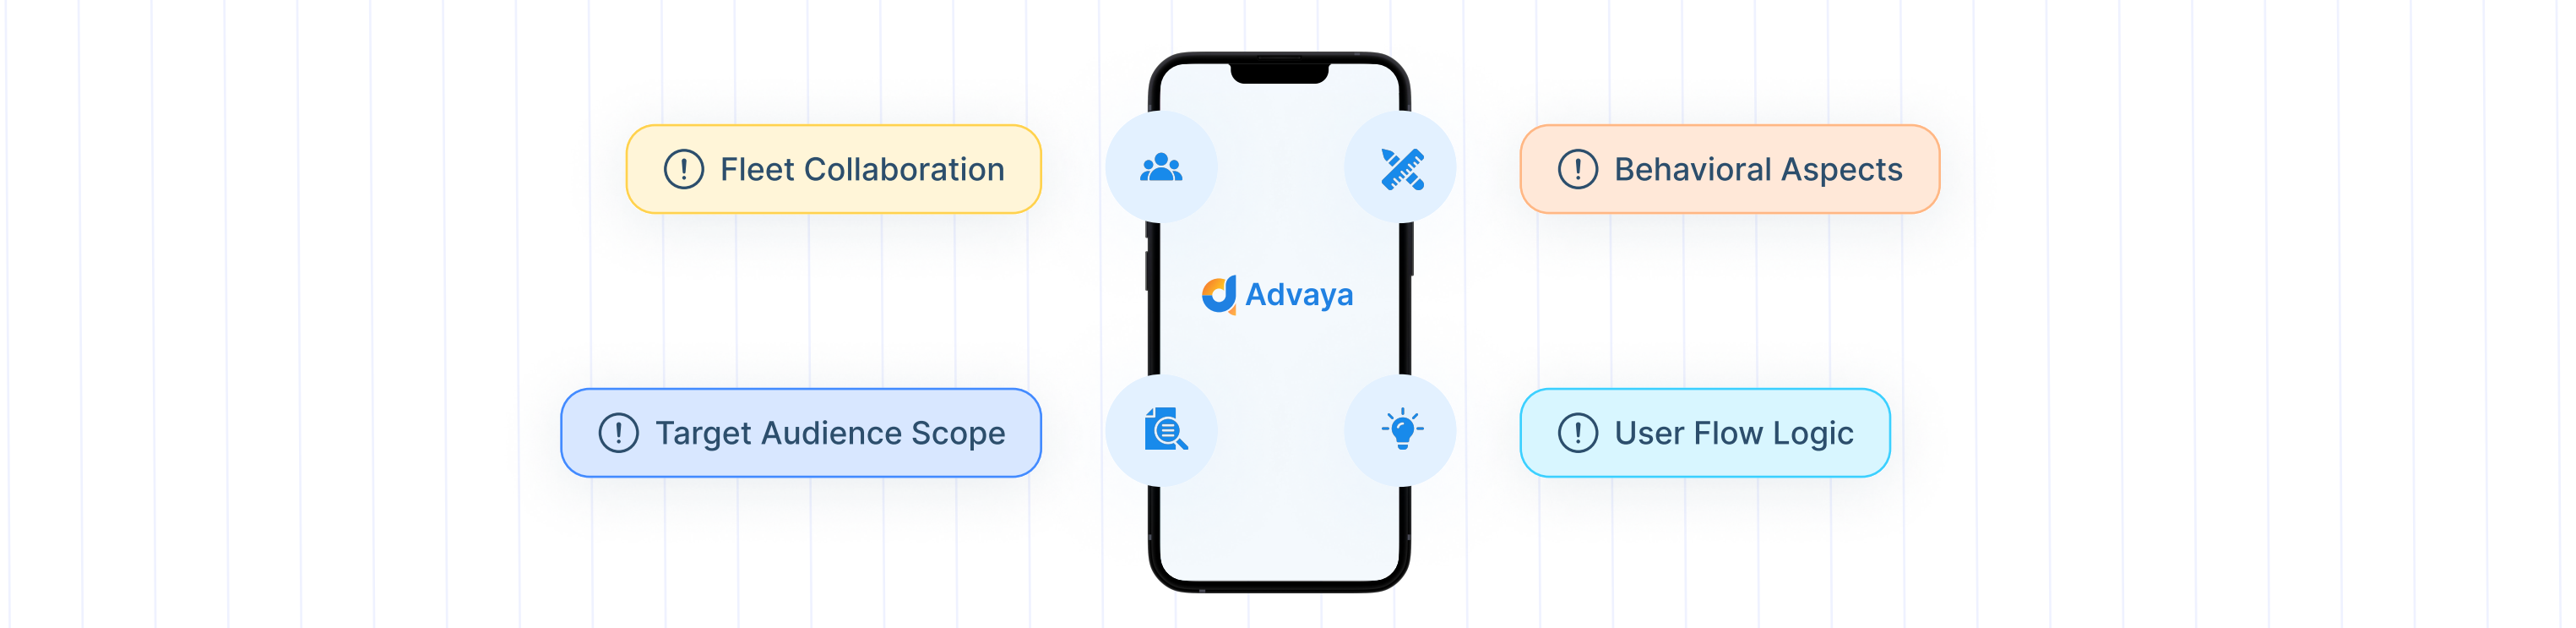 Fleet Collaboration
Behavioral Aspects
Advaya
Target Audience Scope
User Flow Logic